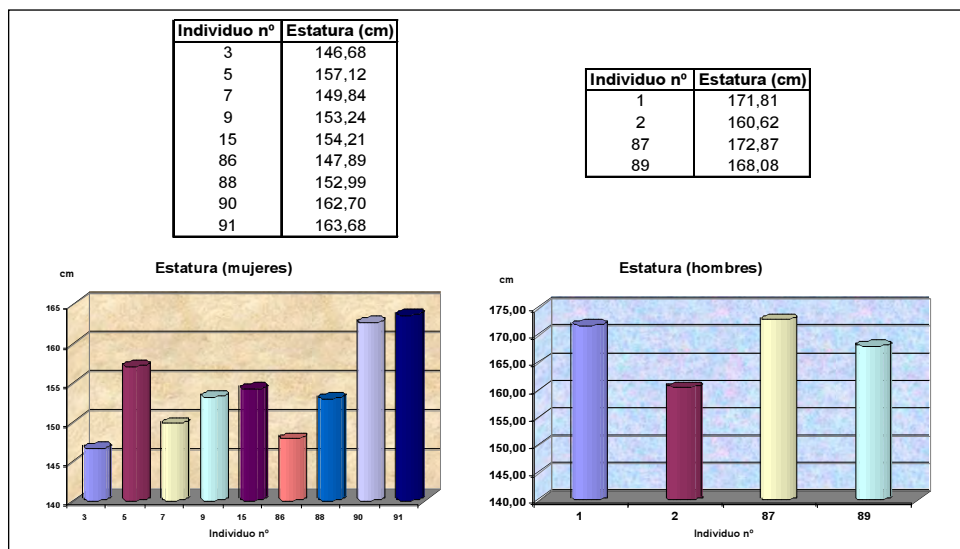 Individuo nº Estatura (cm)
3 146,68
5 157,12
7 149,84
9 153,24
15 154,21
86 147,89
88 152,99
90 162,70
91 163,68
Individuo nº Estatura (cm)
1 171,81
2 160,62
87 172,87
89 168,08
Estatura (mujeres)
cm
165
160
155
150
145
140
3 5 7 9 15 86 88 90 91
Individuo nº
Estatura (hombres)
cm
175,00
170,00
165,00
160,00
155,00
150,00
145,00
140,00
1 2 87 89
Individuo nº